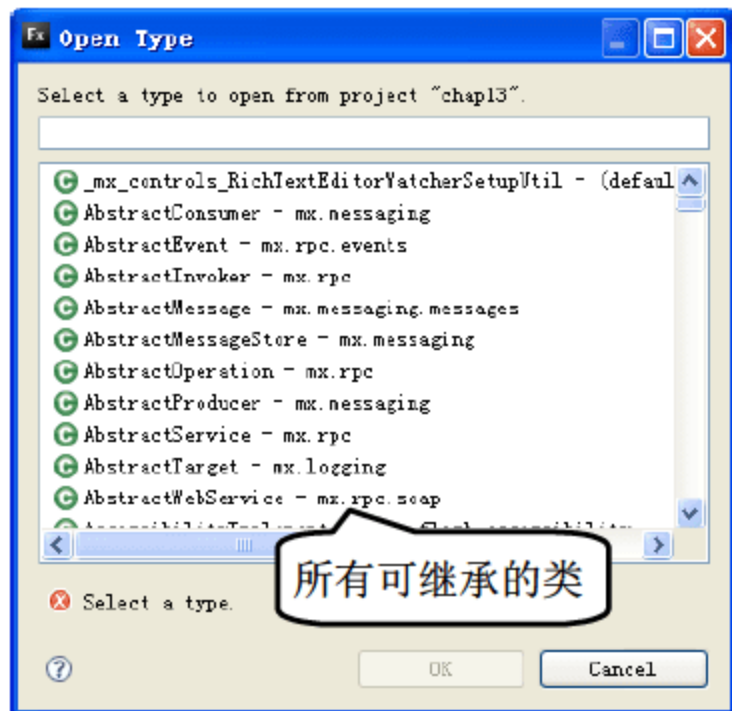 Fx Open Type
Select a type to open from project "chap13".
_mx_controls_RichTextEditorWatcherSetupUtil - (defaul
AbstractConsumer - mx.messaging
AbstractEvent - mx.rpc.events
AbstractInvoker - mx.rpc
AbstractMessage - mx.messaging.messages
AbstractMessageStore - mx.messaging
AbstractOperation - mx.rpc
AbstractProducer - mx.messaging
AbstractService - mx.rpc
AbstractTarget - mx.logging
AbstractWebService - mx.rpc.soap
所有可继承的类
Select a type.
OK
Cancel